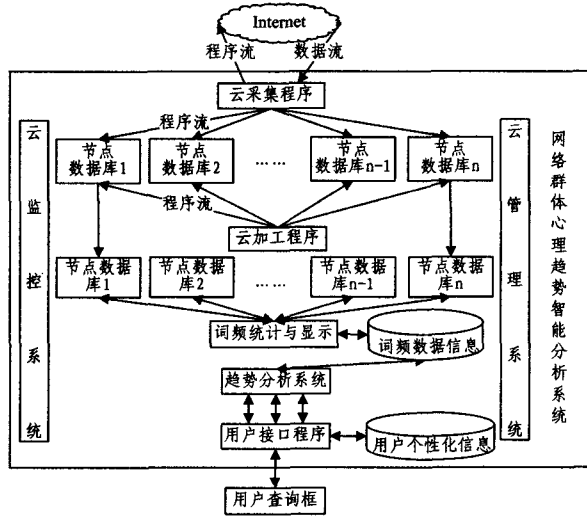 Internet
程序流
数据流
云采集程序
程序流
节点
数据库1
节点
数据库2
……
节点
数据库n-1
节点
数据库n
程序流
云加工程序
节点数据
库1
节点数据
库2
……
节点数据
库n-1
节点数据
库n
词频统计与显示
词频数据信息
趋势分析系统
用户接口程序
用户个性化信息
用户查询框
云监控系统
云管理系统
网络群体心理趋势智能分析系统